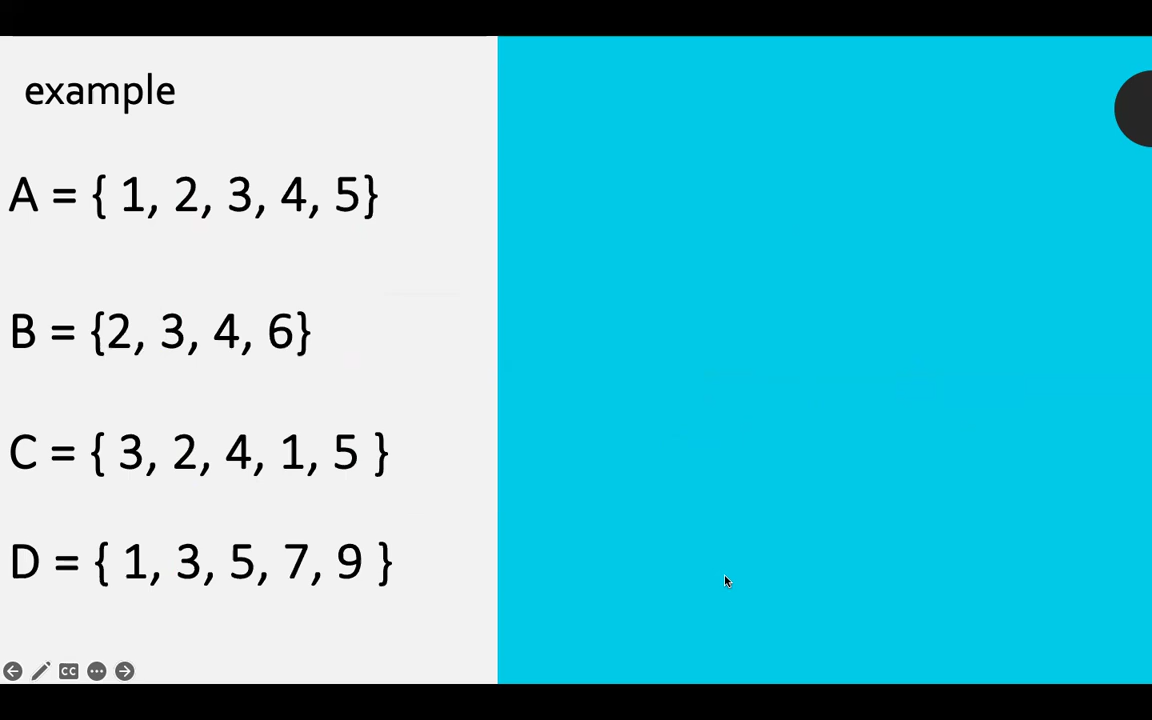 example
A = { 1, 2, 3, 4, 5}
B = {2, 3, 4, 6}
C = { 3, 2, 4, 1, 5 }
D = { 1, 3, 5, 7, 9 }
CC